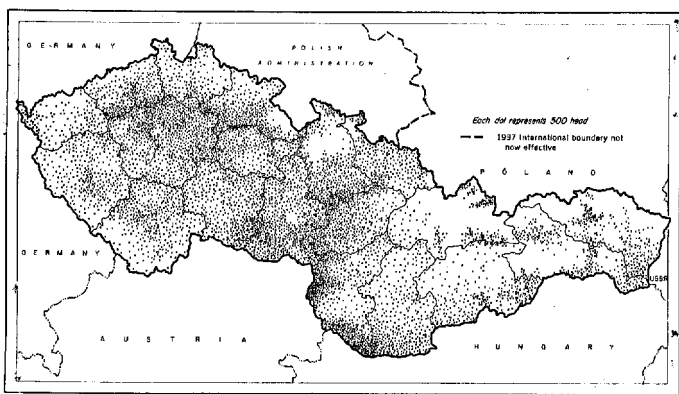 GERMANY
POLISH
ADMINISTRATION
Each dot represents 500 head
1937 International boundary not
now effective
POLAND
GERMANY
USSR
AUSTRIA
HUNGARY